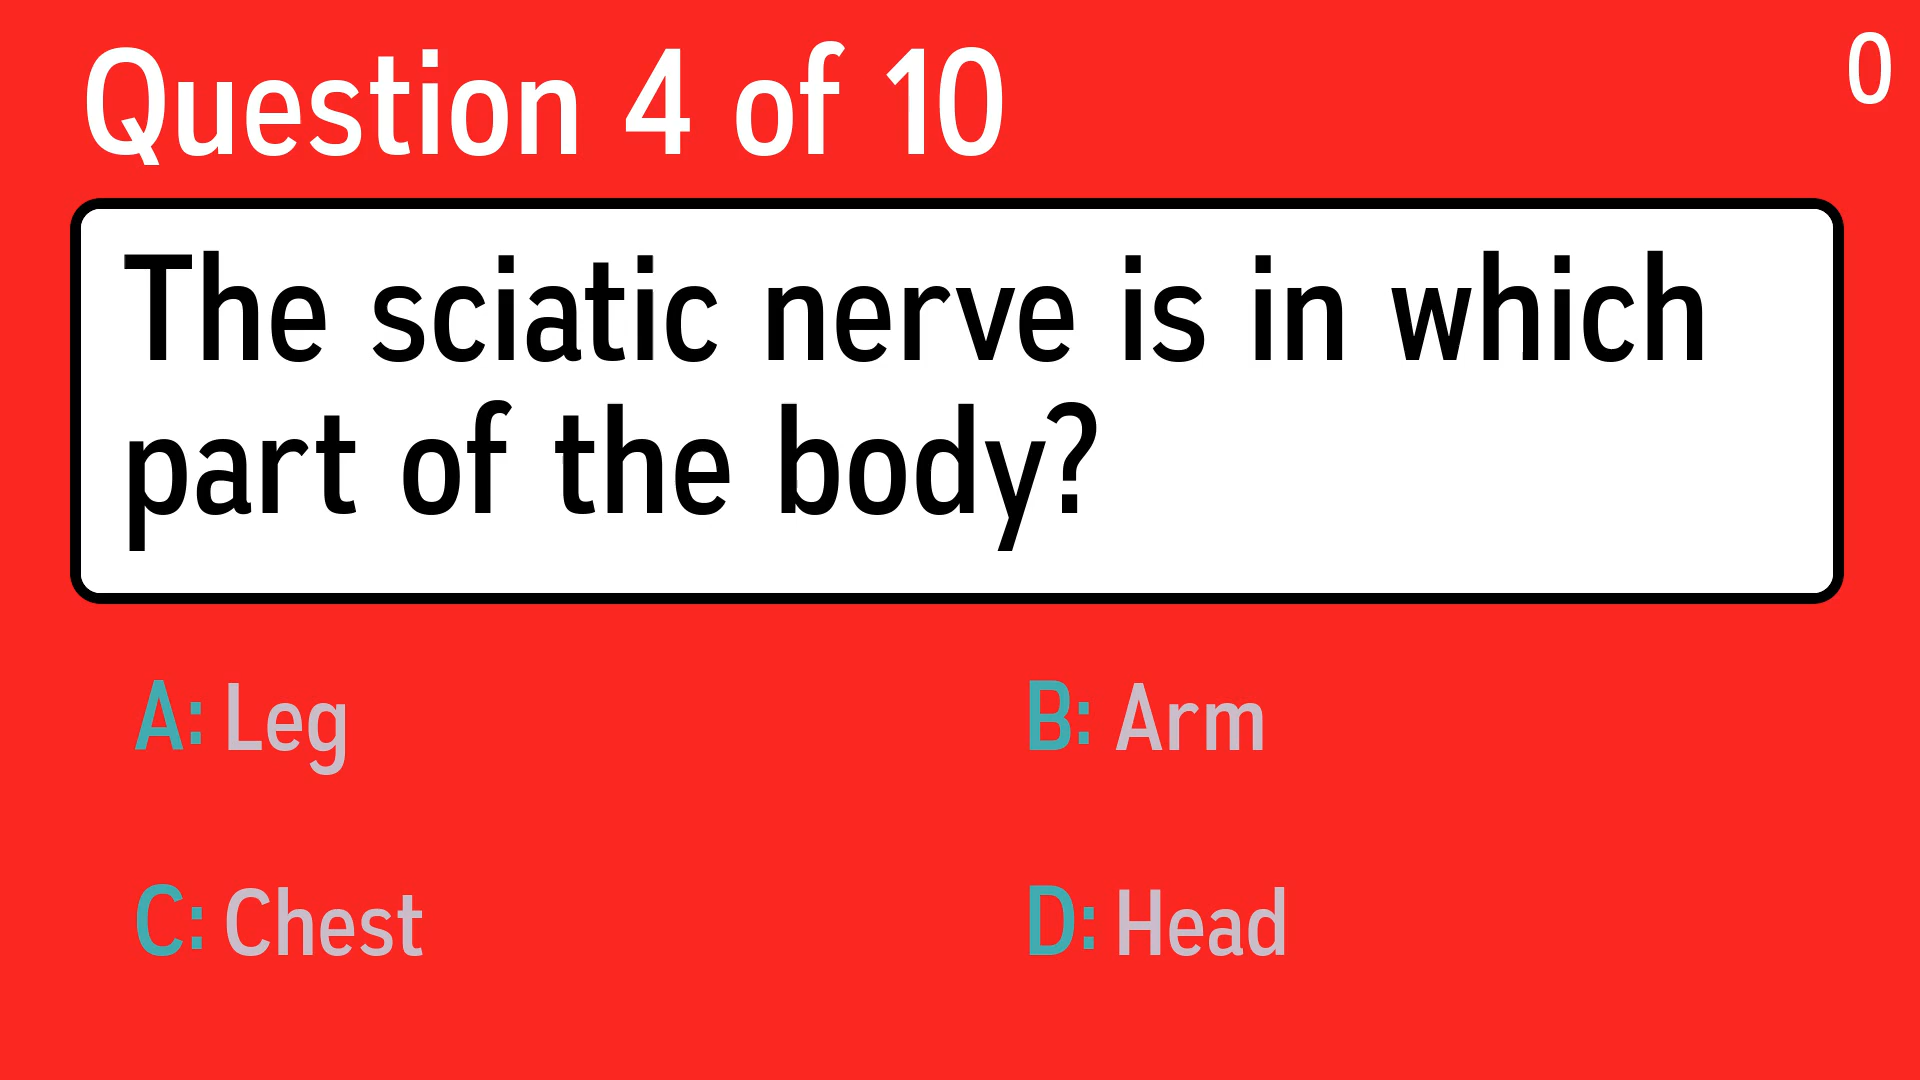 Question 4 of 10
0
The sciatic nerve is in which
part of the body?
A: Leg
B: Arm
C: Chest
D: Head